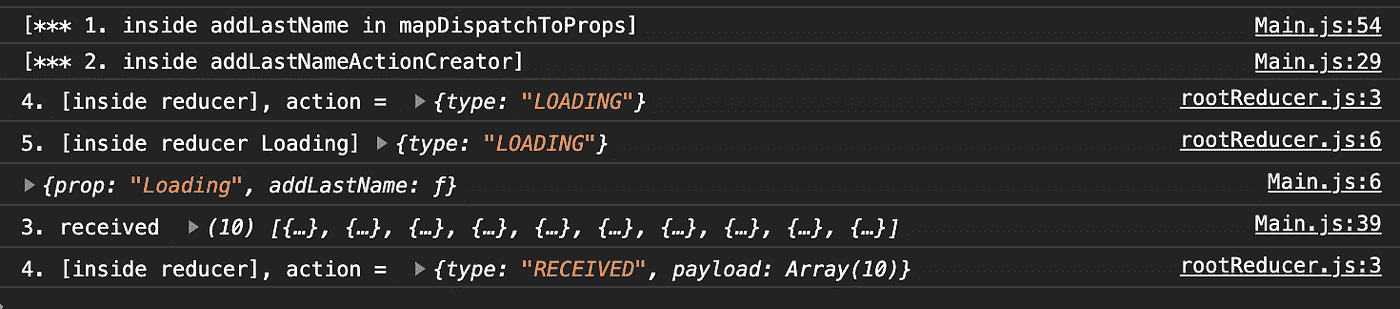 [*** 1. inside addLastName in mapDispatchToProps] Main.js:54
[*** 2. inside addLastNameActionCreator] Main.js:29
4. [inside reducer], action = ▶{type: "LOADING"} rootReducer.js:3
5. [inside reducer Loading] ▶{type: "LOADING"} rootReducer.js:6
▶{prop: "Loading", addLastName: f} Main.js:6
3. received ▶(10) [{…}, {…}, {…}, {…}, {…}, {…}, {…}, {…}, {…}, {…}] Main.js:39
4. [inside reducer], action = ▶{type: "RECEIVED", payload: Array(10)} rootReducer.js:3